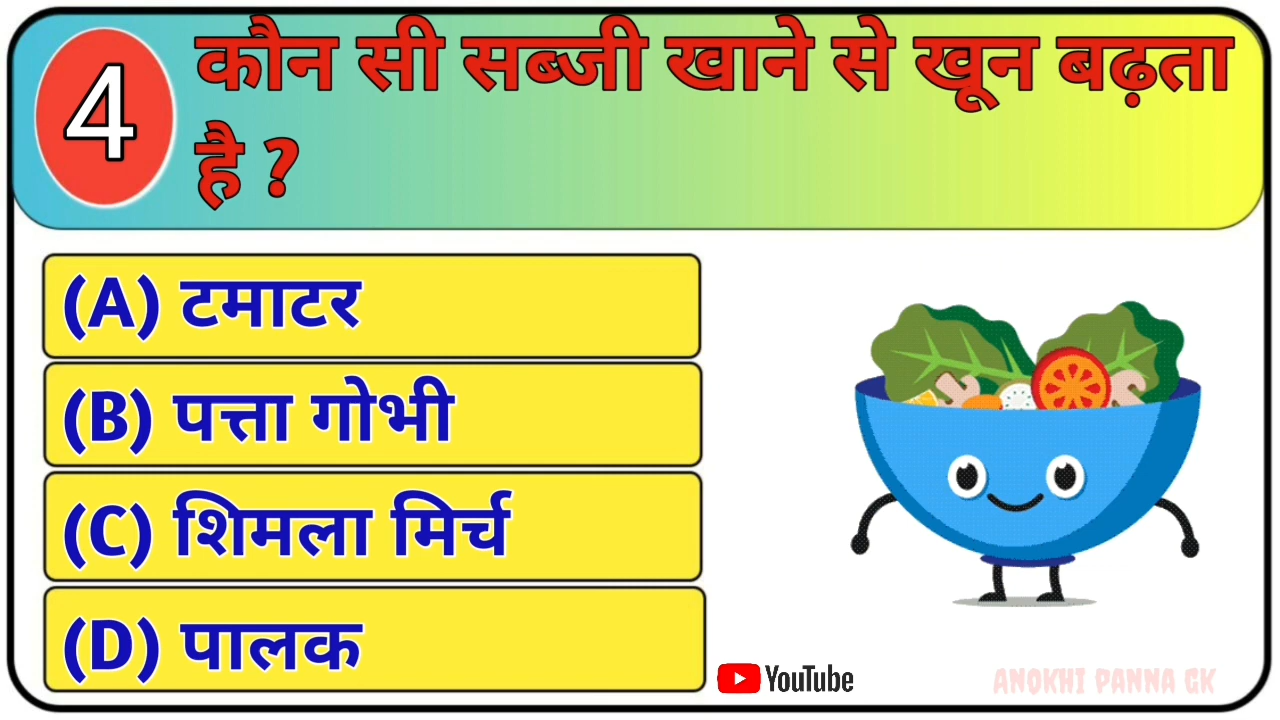 4
कौन सी सब्जी खाने से खून बढ़ता
है ?
(A) टमाटर
(B) पत्ता गोभी
(C) शिमला मिर्च
(D) पालक
YouTube
ANOKHI PANNA GK